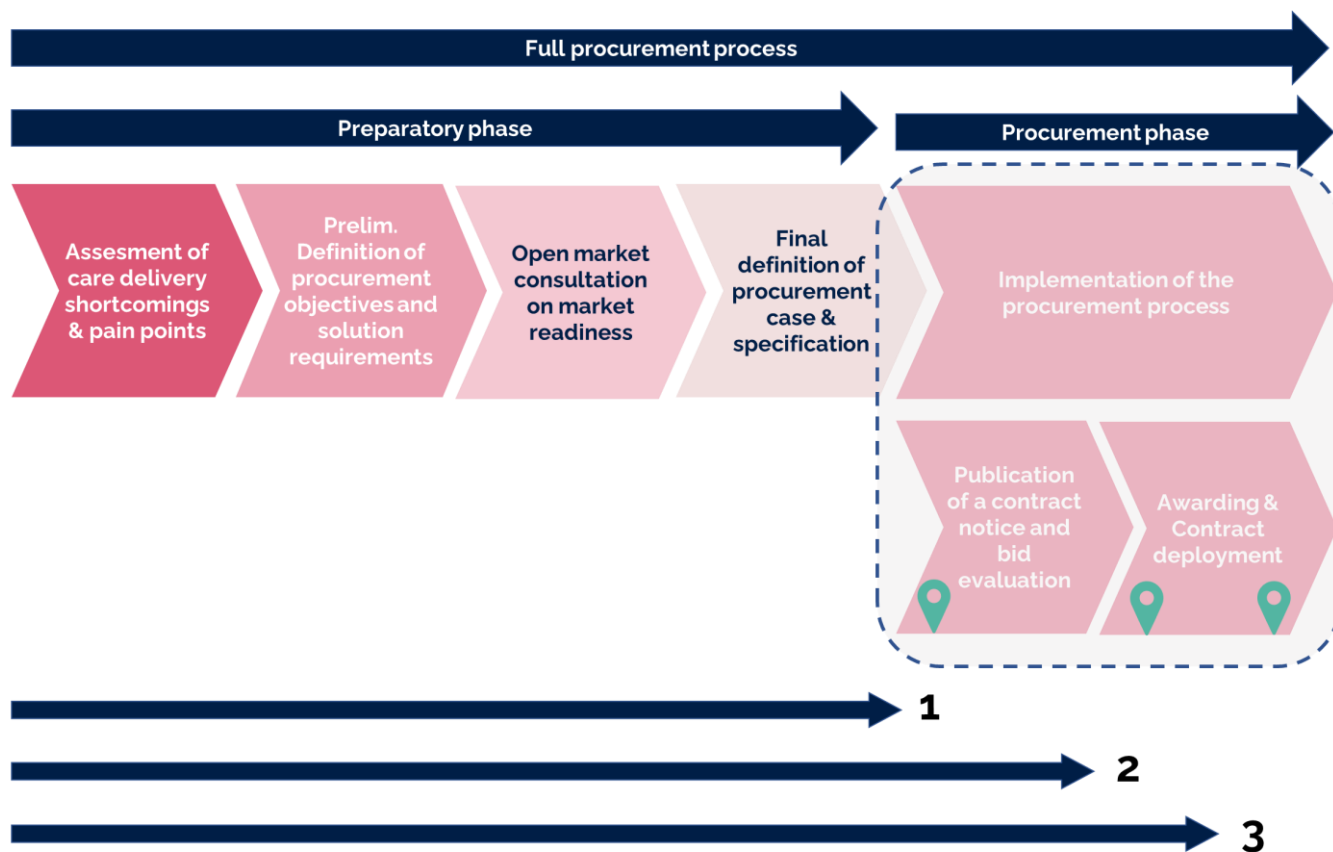 Full procurement process
Preparatory phase
Procurement phase
Assesment of
care delivery
shortcomings
& pain points
Prelim.
Definition of
procurement
objectives and
solution
requirements
Open market
consultation
on market
readiness
Final
definition of
procurement
case &
specification
Implementation of the
procurement process
Publication
of a contract
notice and
bid
evaluation
Awarding &
Contract
deployment
1
2
3